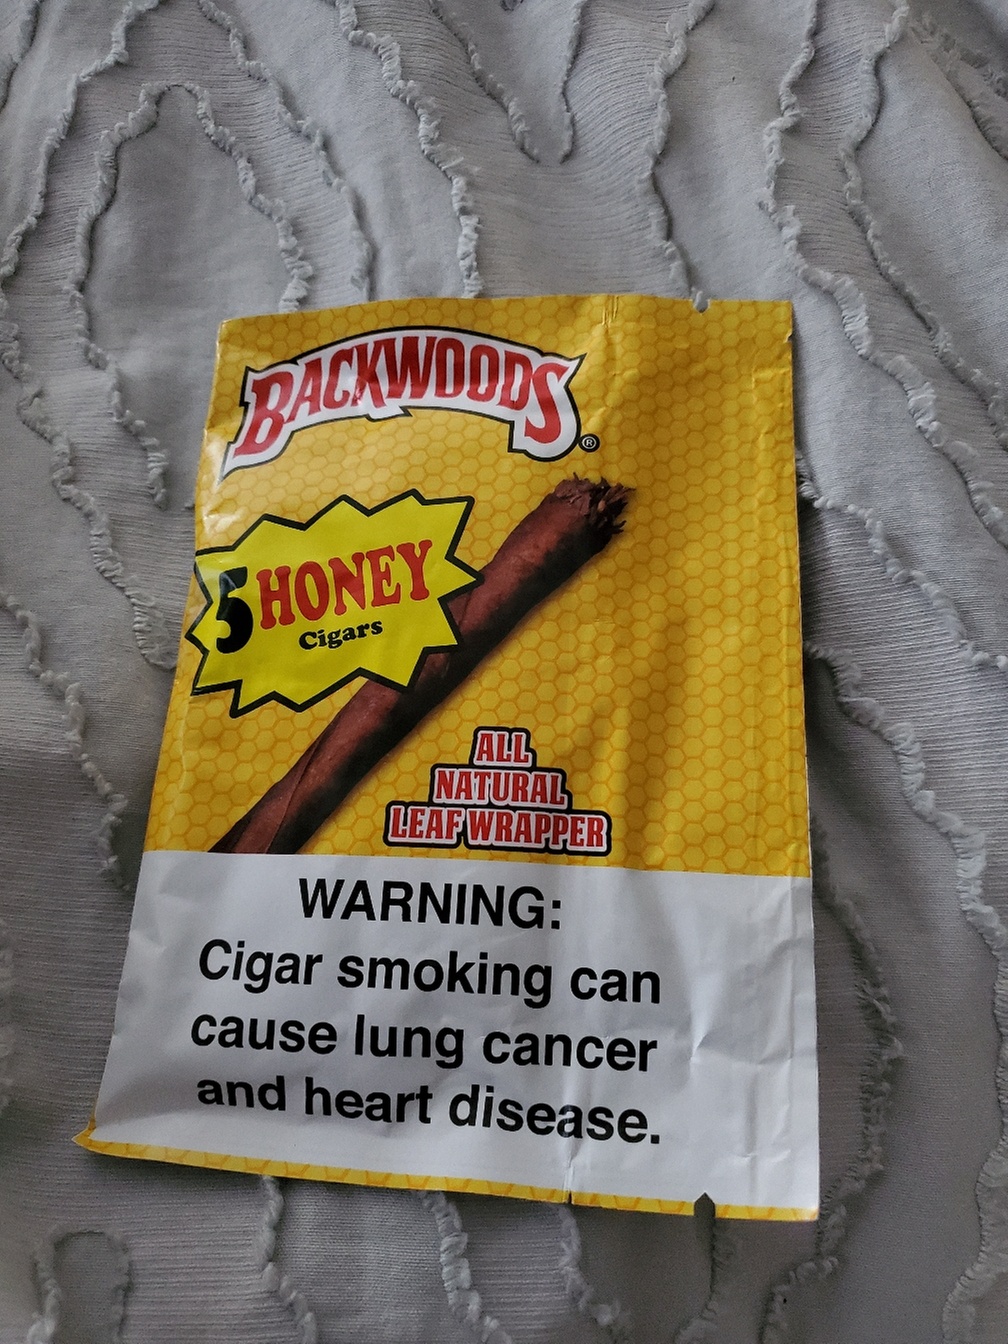 BACKWOODS®
5 HONEY
Cigars
ALL
NATURAL
LEAF WRAPPER
WARNING:
Cigar smoking can
cause lung cancer
and heart disease.